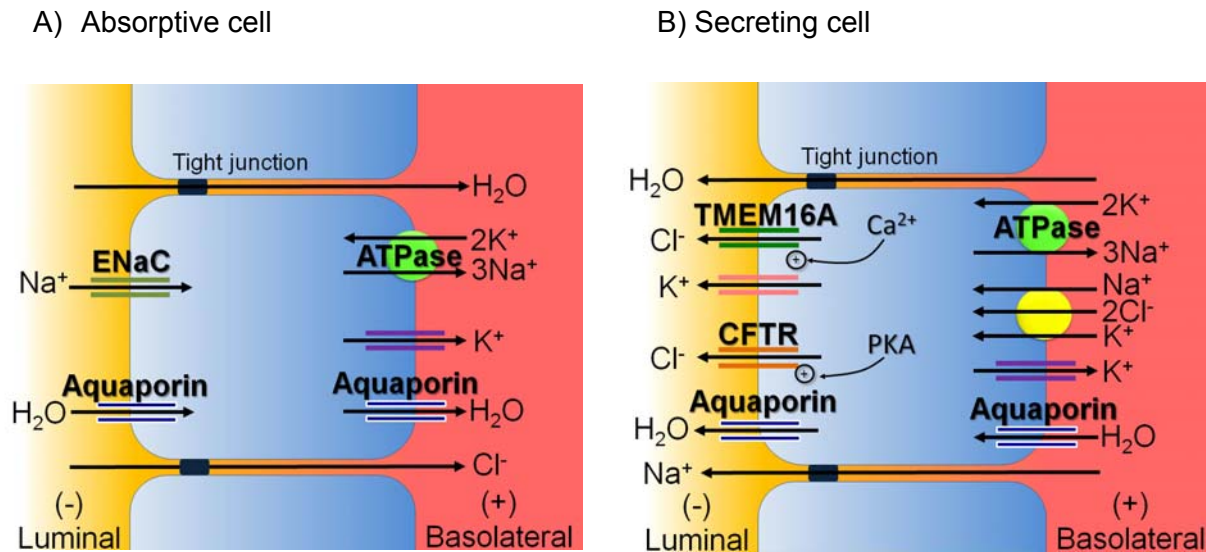 A) Absorptive cell
Tight junction
H₂O
2K⁺
ATPase
3Na⁺
ENaC
Na⁺
K⁺
Aquaporin
Aquaporin
H₂O
H₂O
Cl⁻
(-)
(+)
Luminal
Basolateral
B) Secreting cell
Tight junction
H₂O
2K⁺
TMEM16A
ATPase
Ca²⁺
Cl⁻
3Na⁺
+
K⁺
Na⁺
2Cl⁻
K⁺
CFTR
Cl⁻
PKA
+
K⁺
Aquaporin
Aquaporin
H₂O
H₂O
Na⁺
(-)
(+)
Luminal
Basolateral